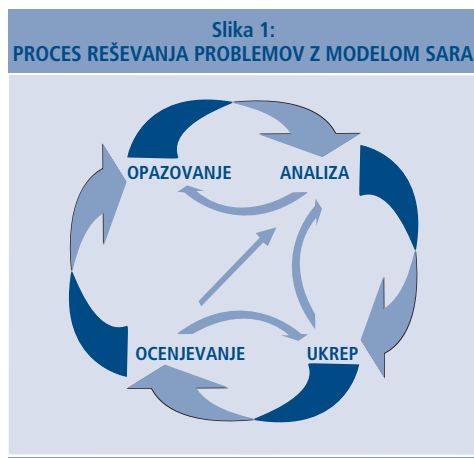 Slika 1:
PROCES REŠEVANJA PROBLEMOV Z MODELOM SARA
OPAZOVANJE
ANALIZA
OCENJEVANJE
UKREP